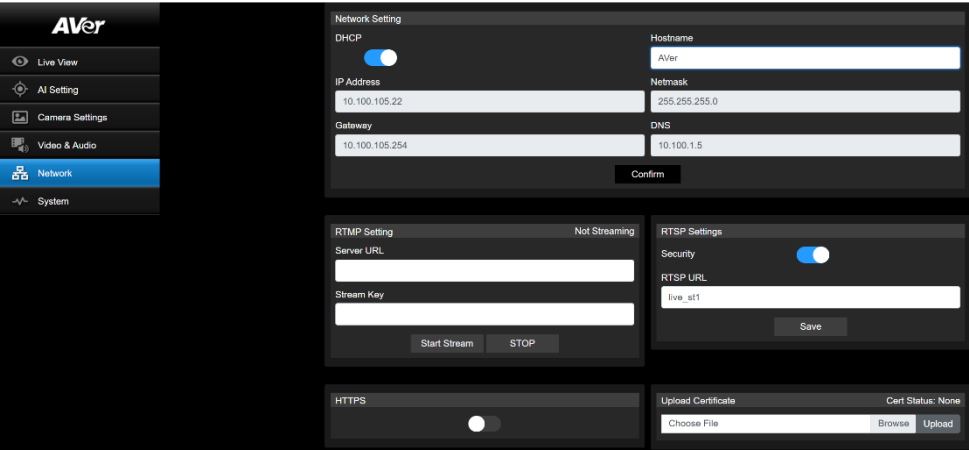 AVer
Live View
AI Setting
Camera Settings
Video & Audio
Network
System
Network Setting
DHCP
Hostname
AVer
IP Address
Netmask
10.100.105.22
255.255.255.0
Gateway
DNS
10.100.105.254
10.100.1.5
Confirm
RTMP Setting
Not Streaming
Server URL
Stream Key
Start Stream
STOP
RTSP Settings
Security
RTSP URL
live_st1
Save
HTTPS
Upload Certificate
Cert Status: None
Choose File
Browse
Upload